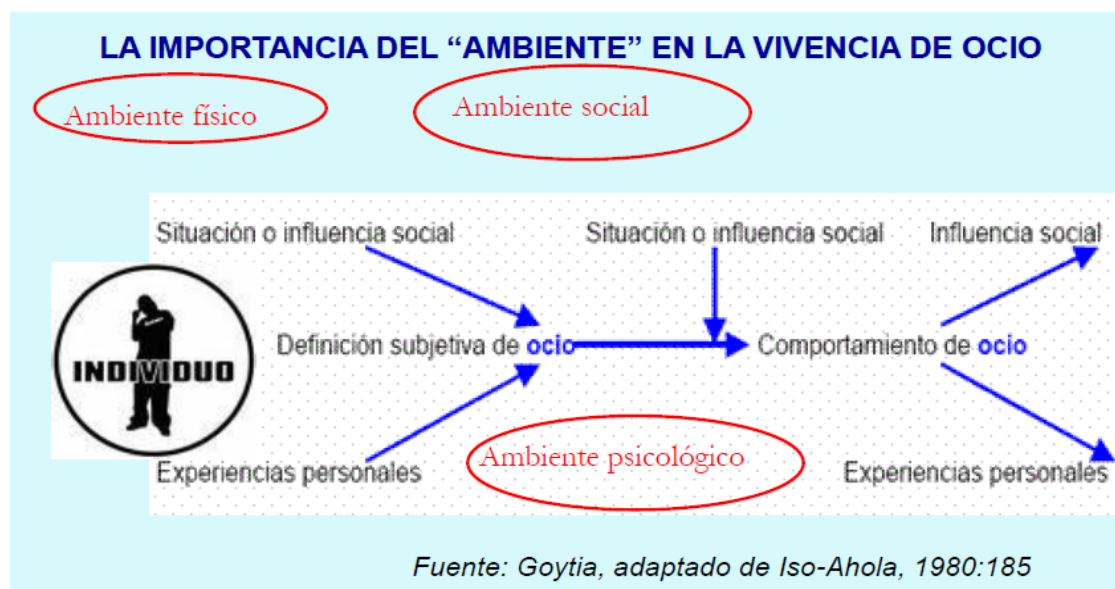 LA IMPORTANCIA DEL “AMBIENTE” EN LA VIVENCIA DE OCIO
Ambiente físico
Ambiente social
Situación o influencia social
Situación o influencia social
Influencia social
INDIVIDUO
Definición subjetiva de ocio
Comportamiento de ocio
Ambiente psicológico
Experiencias personales
Experiencias personales
Fuente: Goytia, adaptado de Iso-Ahola, 1980:185